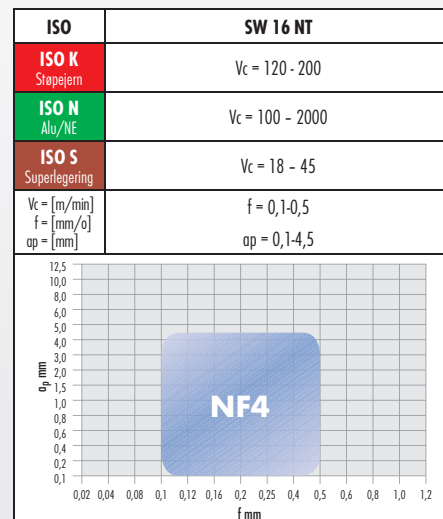 ISO SW 16 NT
ISO K
Støpejern
Vc = 120 - 200
ISO N
Alu/NE
Vc = 100 – 2000
ISO S
Superlegering
Vc = 18 – 45
Vc = [m/min]
f = [mm/o]
ap = [mm]
f = 0,1-0,5
ap = 0,1-4,5
12,5
10,0
8,0
6,0
5,0
4,0
3,0
2,0
1,5
1,0
0,8
0,6
0,4
0,2
0,1
ap mm
NF4
0,02 0,04 0,08 0,1 0,12 0,16 0,2 0,25 0,4 0,5 0,6 0,8 1,0 1,2
f mm